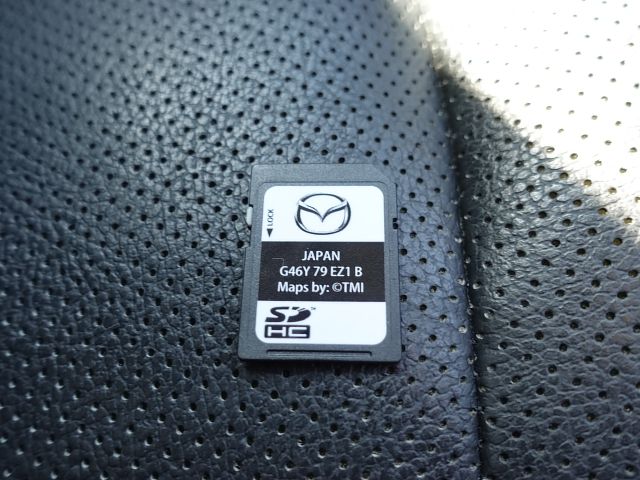 LOCK
JAPAN
G46Y 79 EZ1 B
Maps by: ©TMI
SD
HC